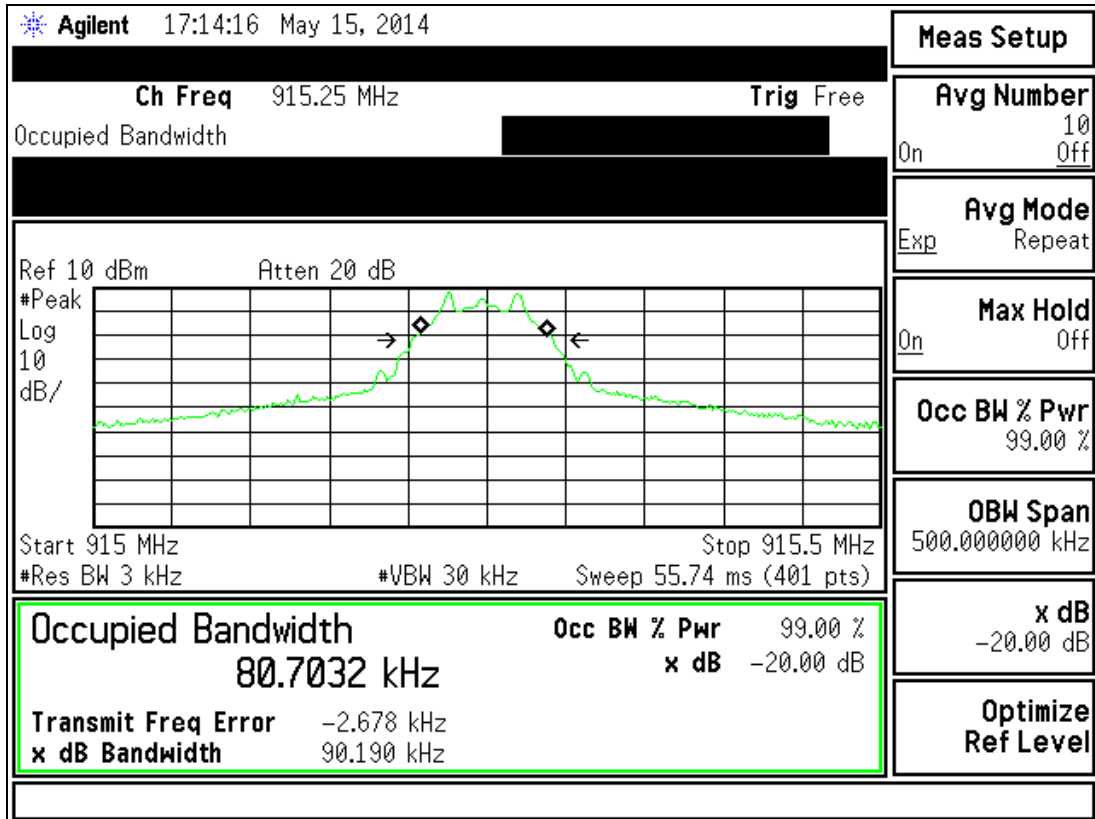 Agilent 17:14:16 May 15, 2014
Ch Freq 915.25 MHz Trig Free
Occupied Bandwidth
Ref 10 dBm Atten 20 dB
#Peak
Log
10
dB/
Start 915 MHz Stop 915.5 MHz
#Res BW 3 kHz #VBW 30 kHz Sweep 55.74 ms (401 pts)
Occupied Bandwidth
80.7032 kHz
Occ BW % Pwr 99.00 %
x dB -20.00 dB
Transmit Freq Error -2.678 kHz
x dB Bandwidth 90.190 kHz
Meas Setup
Avg Number
10
On Off
Avg Mode
Exp Repeat
Max Hold
On Off
Occ BW % Pwr
99.00 %
OBW Span
500.000000 kHz
x dB
-20.00 dB
Optimize
Ref Level